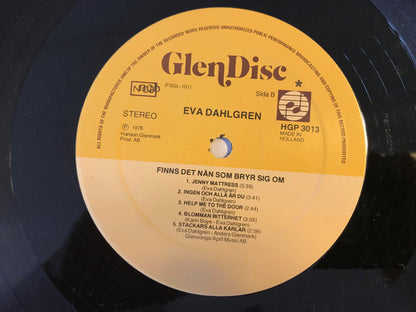 ALL RIGHTS OF THE MANUFACTURER AND OF THE OWNER OF THE RECORDED WORK RESERVED UNAUTHORIZED PUBLIC PERFORMANCE BROADCASTING AND COPYING OF THIS RECORD PROHIBITED
GlenDisc
NCB
(FSGL-101)
Side B
STEREO
EVA DAHLGREN
HGP 3013
MADE IN
HOLLAND
Ⓟ 1978
Hanson Glenmark
Prod. AB
FINNS DET NÅN SOM BRYR SIG OM
1. JENNY MATTRESS (5:39)
(Eva Dahlgren)
2. INGEN OCH ALLA ÄR DU (3:41)
(Eva Dahlgren)
3. HELP ME TO THE DOOR (2:44)
(Eva Dahlgren)
4. BLOMMAN BITTERHET (3:03)
(Karin Boye - Eva Dahlgren)
5. STACKARS ALLA KARLAR (2:56)
(Eva Dahlgren - Anders Glenmark)
Glensongs/April Music AB